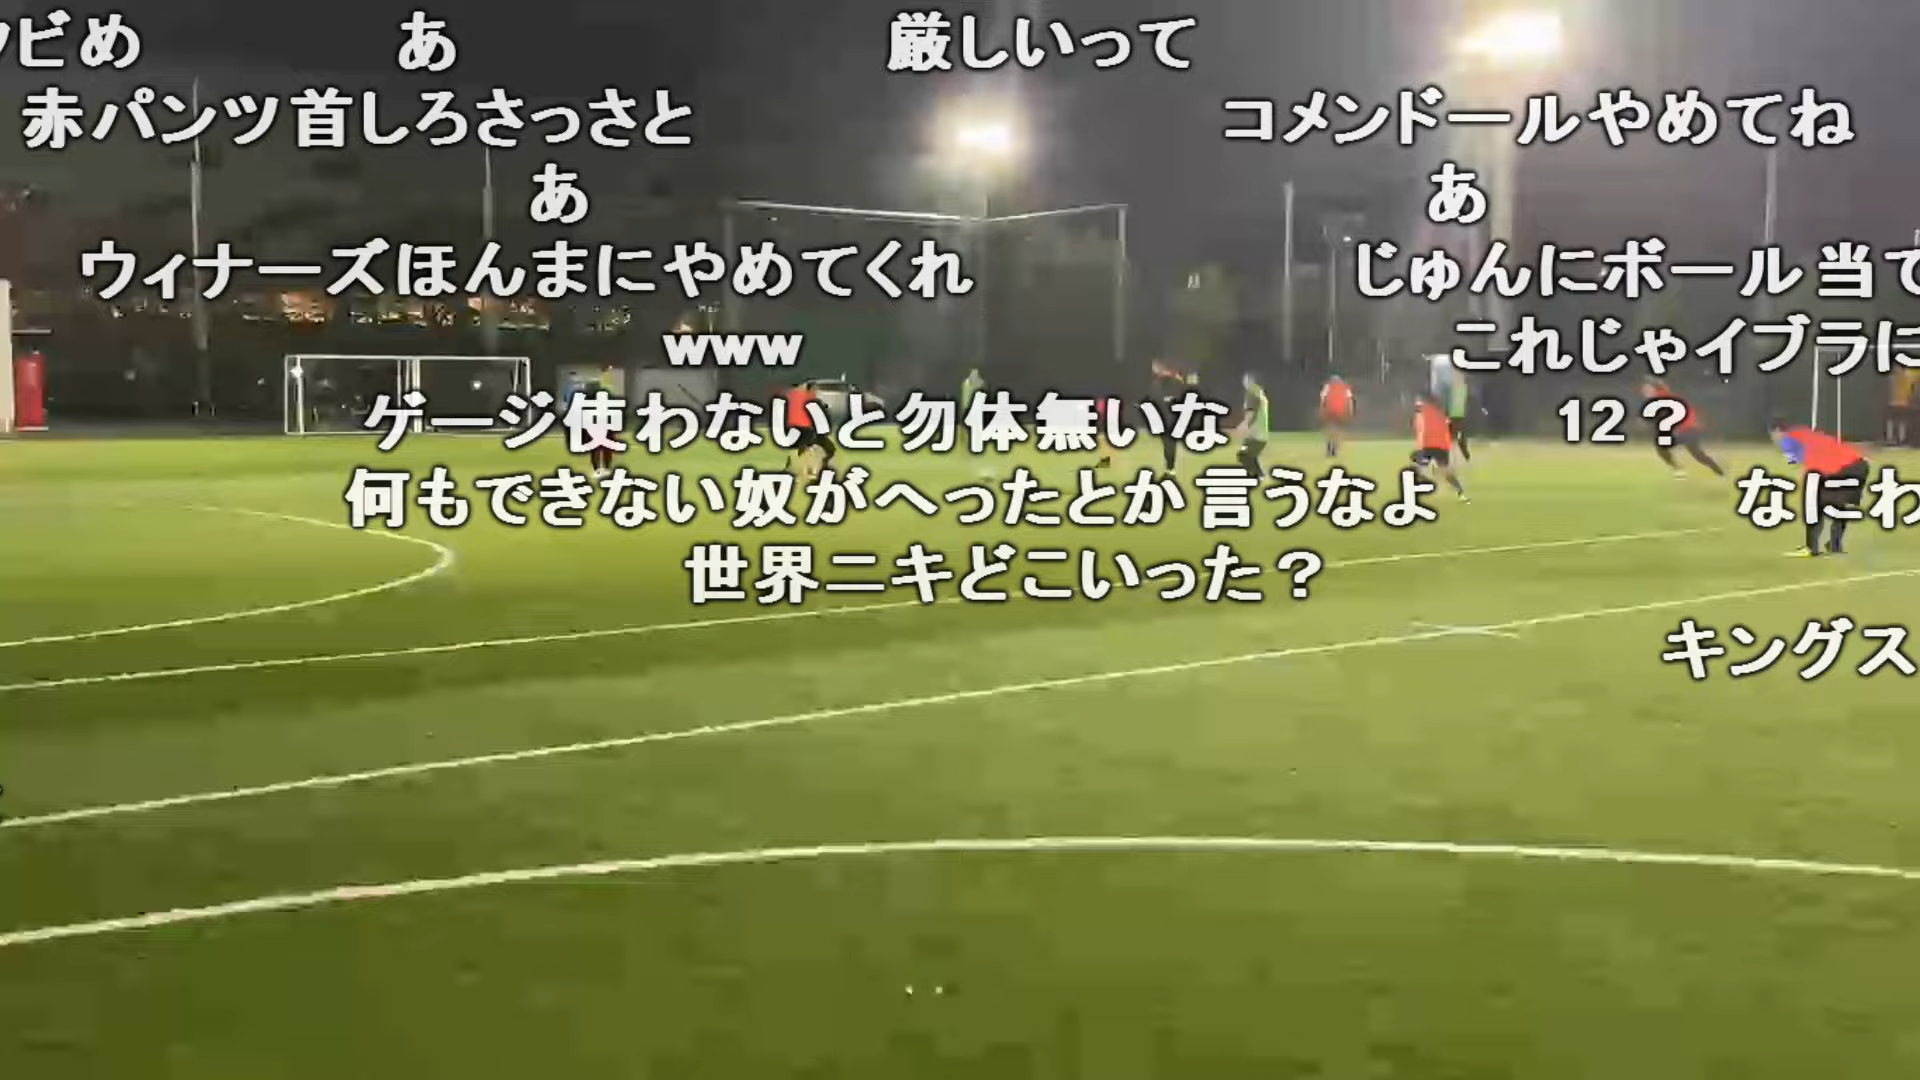 ビめ
あ
厳しいって
赤パンツ首しろさっさと
コメンドールやめてね
あ
あ
ウィナーズほんまにやめてくれ
じゅんにボール当て
www
これじゃイブラに
ゲージ使わないと勿体無いな
12？
何もできない奴がへったとか言うなよ
なにわ
世界ニキどこいった？
キングス